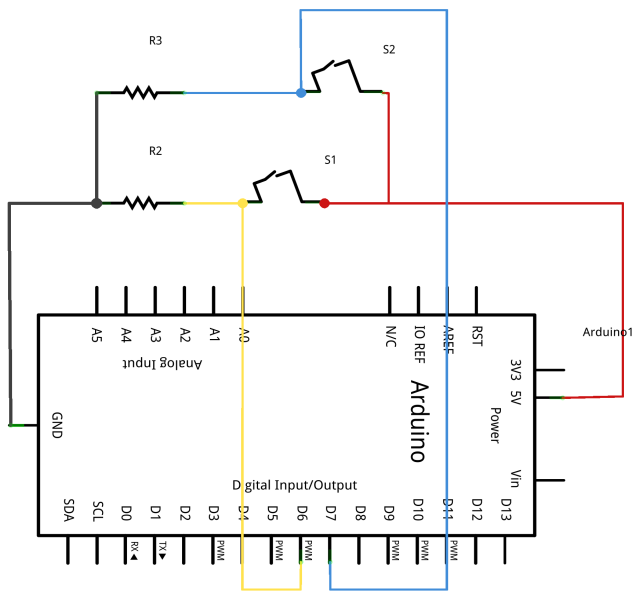 R3
S2
R2
S1
A5
A4
A3
A2
A1
A0
N/C
IO REF
AREF
RST
Analog Input
Arduino1
3V3
5V
Power
Vin
GND
Arduino
Digital Input/Output
SDA
SCL
D0
D1
D2
D3
D4
D5
D6
D7
D8
D9
D10
D11
D12
D13
RX ◀
TX ▶
PWM
PWM
PWM
PWM
PWM
PWM